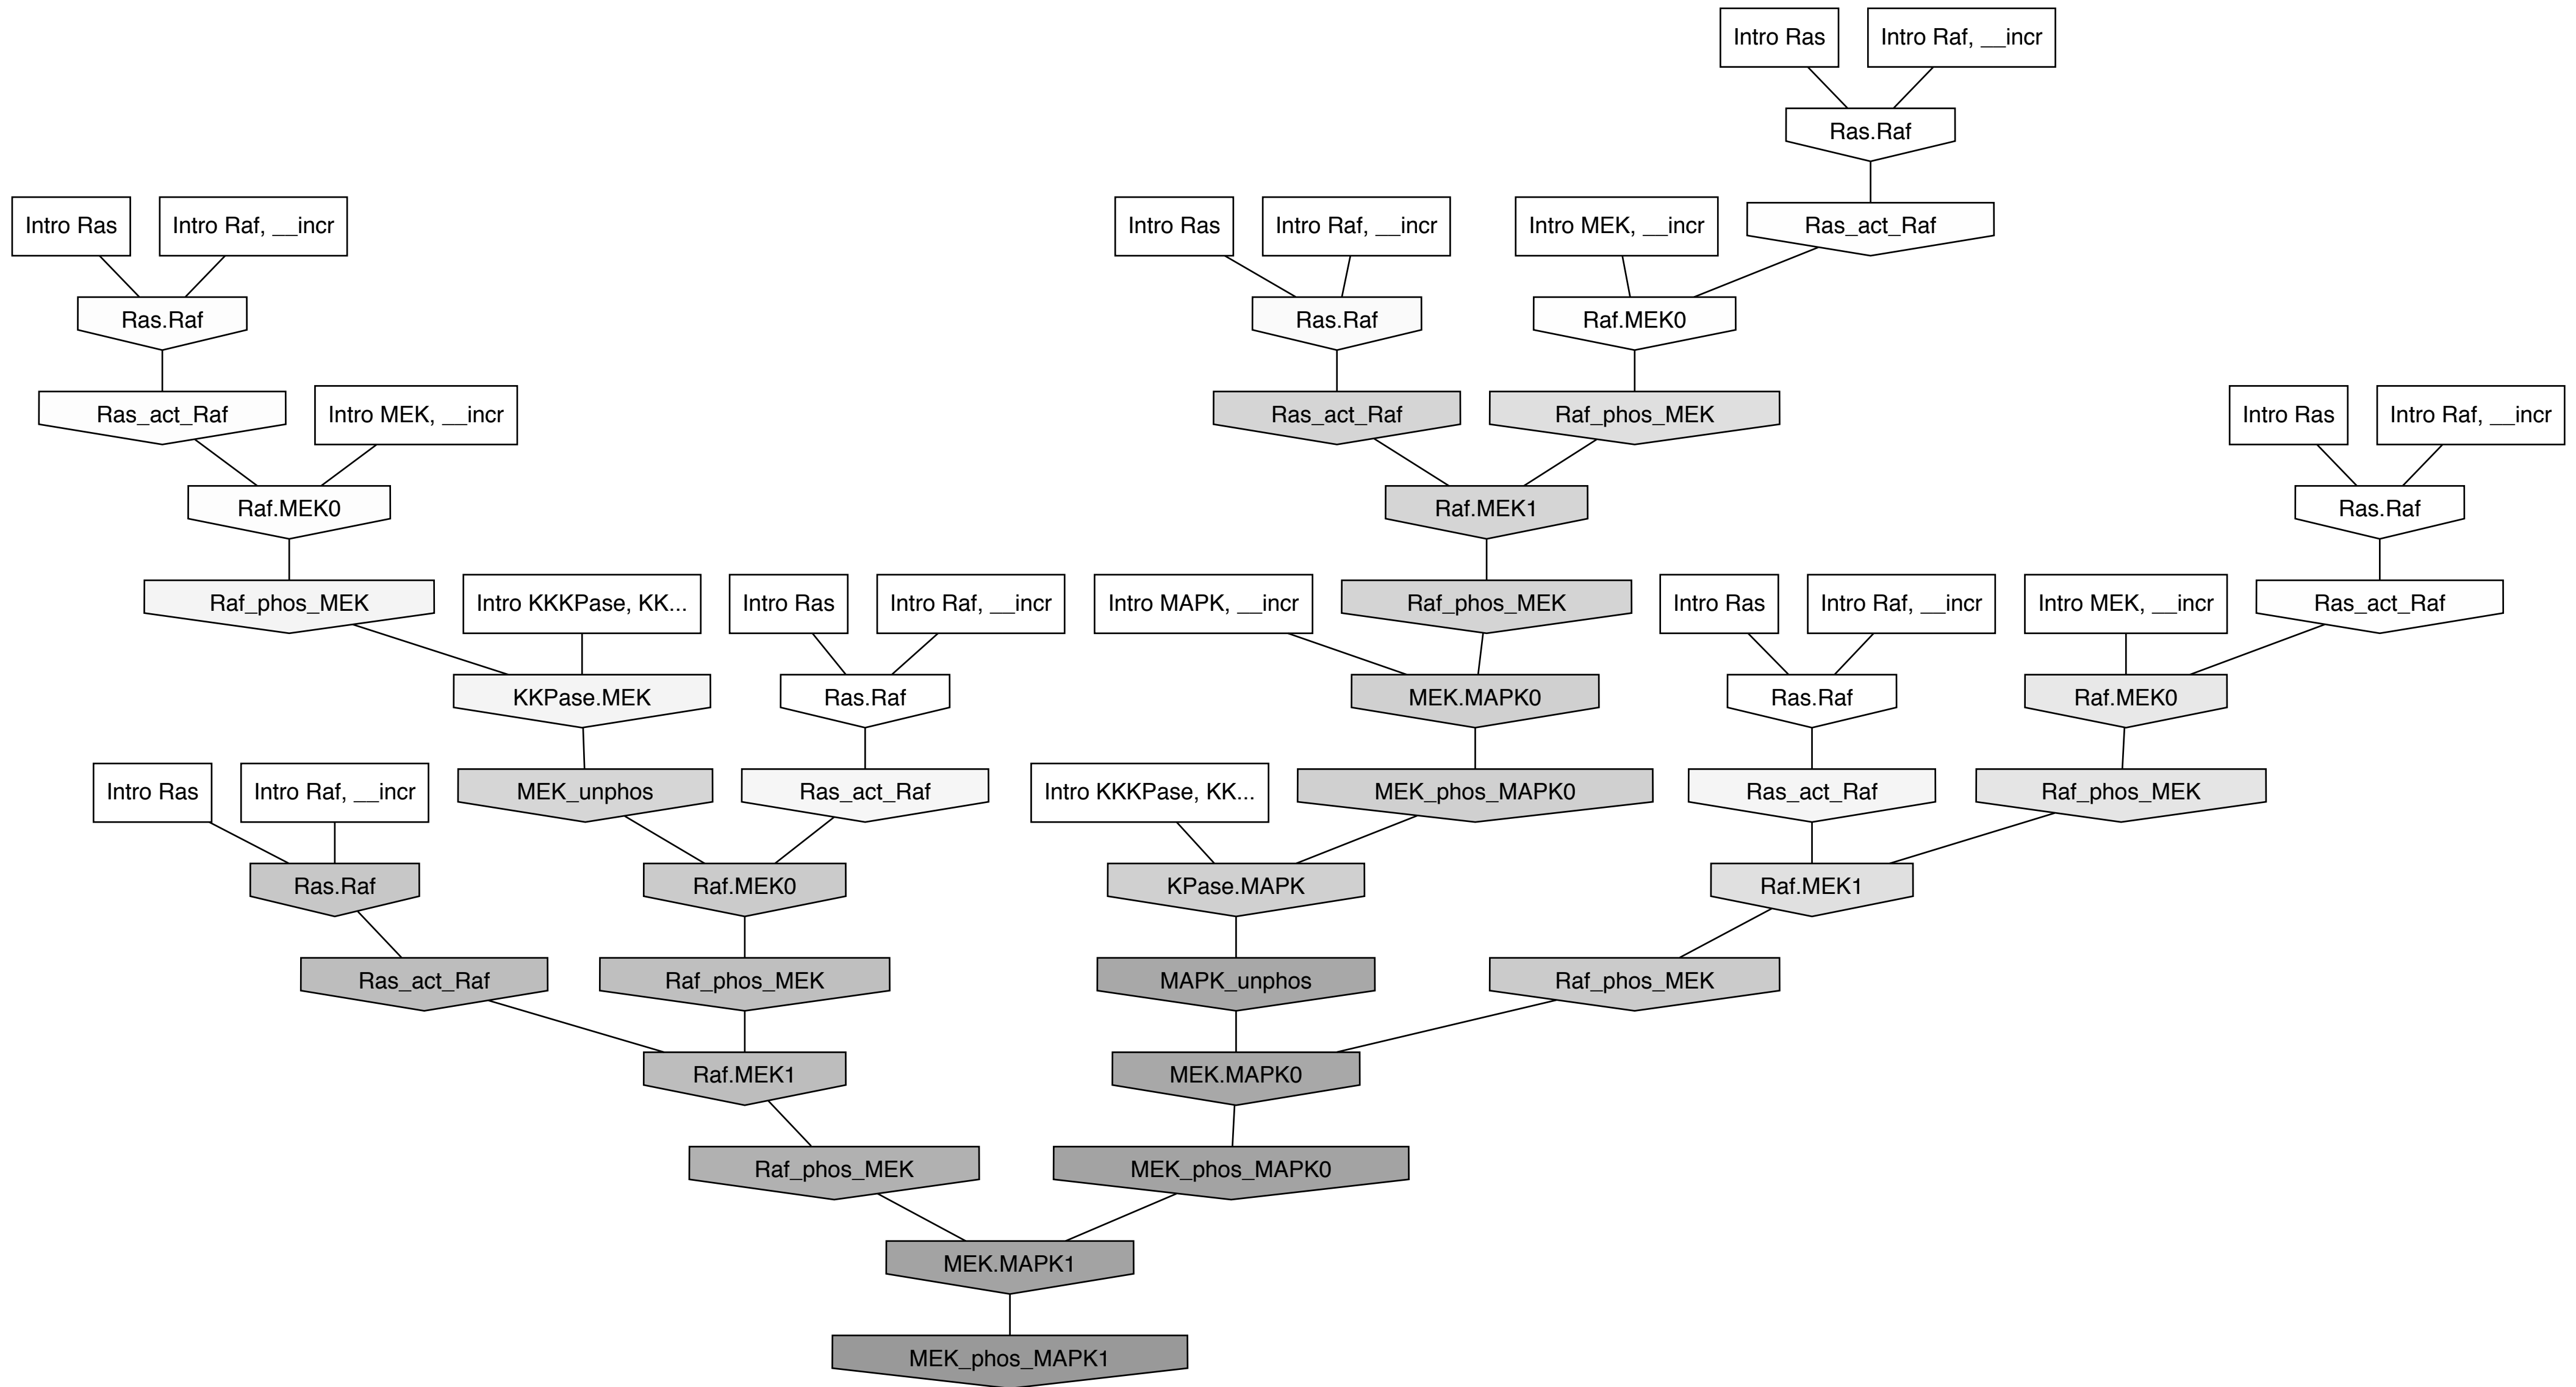 Intro Ras
Intro Raf, __incr
Ras.Raf
Intro Ras
Intro Raf, __incr
Intro Ras
Intro Raf, __incr
Intro MEK, __incr
Ras_act_Raf
Ras.Raf
Ras.Raf
Raf.MEK0
Ras_act_Raf
Intro MEK, __incr
Ras_act_Raf
Raf_phos_MEK
Intro Ras
Intro Raf, __incr
Raf.MEK0
Raf.MEK1
Ras.Raf
Raf_phos_MEK
Intro KKKPase, KK...
Intro Ras
Intro Raf, __incr
Intro MAPK, __incr
Raf_phos_MEK
Intro Ras
Intro Raf, __incr
Intro MEK, __incr
Ras_act_Raf
KKPase.MEK
Ras.Raf
MEK.MAPK0
Ras.Raf
Raf.MEK0
Intro Ras
Intro Raf, __incr
MEK_unphos
Ras_act_Raf
Intro KKKPase, KK...
MEK_phos_MAPK0
Ras_act_Raf
Raf_phos_MEK
Ras.Raf
Raf.MEK0
KPase.MAPK
Raf.MEK1
Ras_act_Raf
Raf_phos_MEK
MAPK_unphos
Raf_phos_MEK
Raf.MEK1
MEK.MAPK0
Raf_phos_MEK
MEK_phos_MAPK0
MEK.MAPK1
MEK_phos_MAPK1